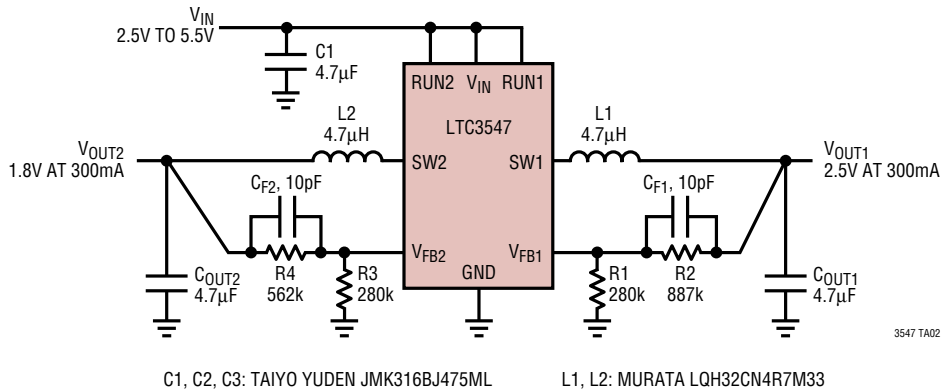 V_IN
2.5V TO 5.5V
C1
4.7µF
RUN2 V_IN RUN1
LTC3547
L2
4.7µH
L1
4.7µH
V_OUT2
1.8V AT 300mA
SW2
SW1
V_OUT1
2.5V AT 300mA
C_F2, 10pF
C_F1, 10pF
V_FB2
V_FB1
GND
R4
562k
R3
280k
R1
280k
R2
887k
C_OUT2
4.7µF
C_OUT1
4.7µF
3547 TA02
C1, C2, C3: TAIYO YUDEN JMK316BJ475ML
L1, L2: MURATA LQH32CN4R7M33